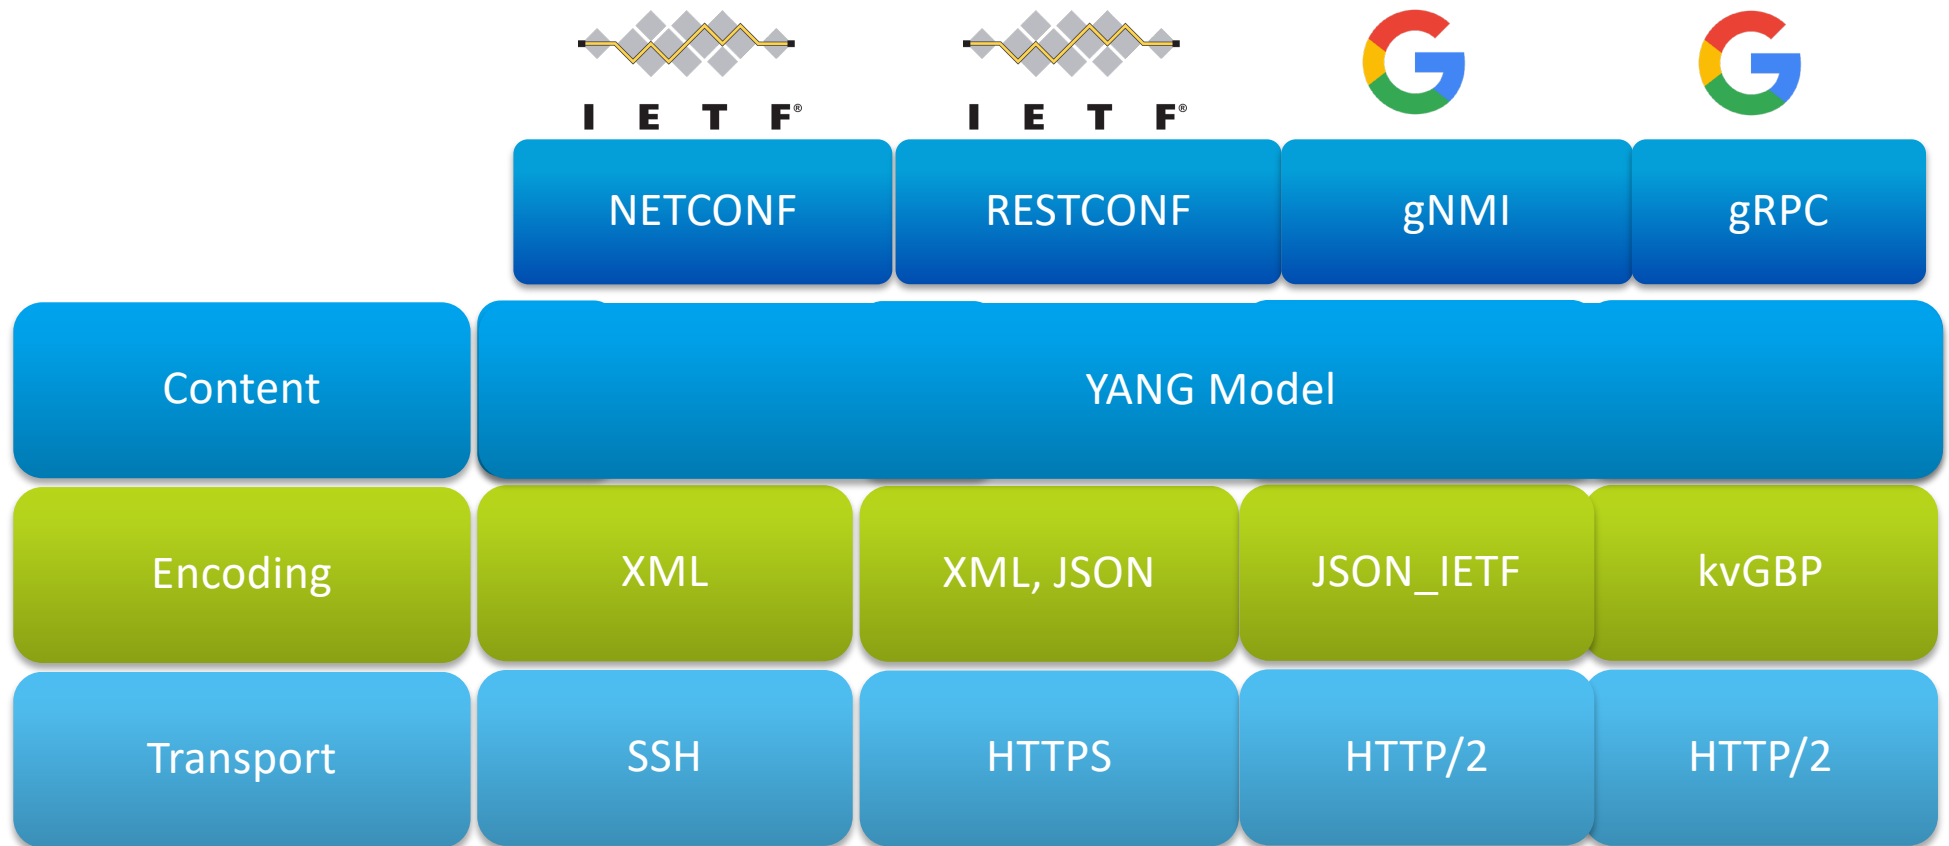 I E T F®
I E T F®
NETCONF
RESTCONF
gNMI
gRPC
Content
YANG Model
Encoding
XML
XML, JSON
JSON_IETF
kvGBP
Transport
SSH
HTTPS
HTTP/2
HTTP/2